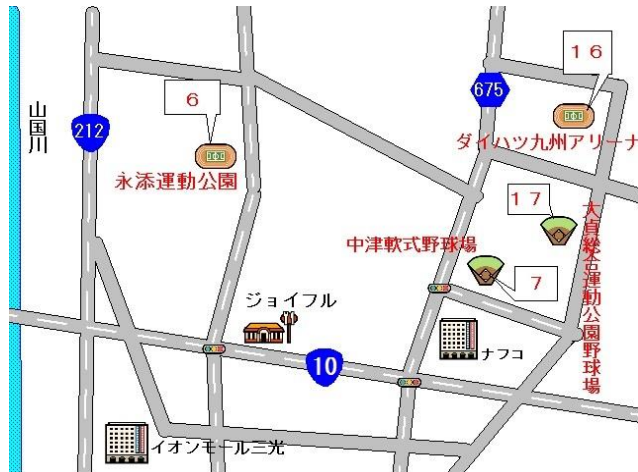 16
6
675
山国川
212
ダイハツ九州アリーナ
永添運動公園
17
大貞総合運動公園野球場
中津軟式野球場
7
ジョイフル
ナフコ
10
イオンモール三光